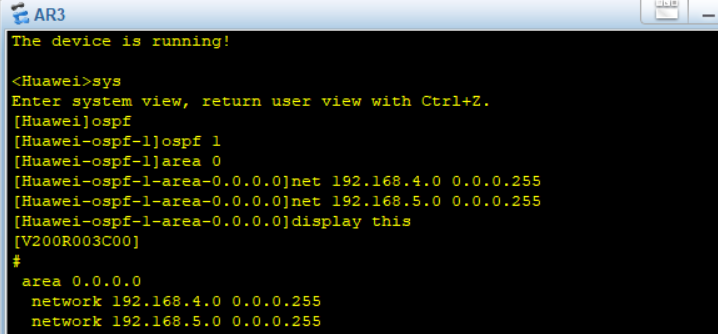 AR3
The device is running!
<Huawei>sys
Enter system view, return user view with Ctrl+Z.
[Huawei]ospf
[Huawei-ospf-1]ospf 1
[Huawei-ospf-1]area 0
[Huawei-ospf-1-area-0.0.0.0]net 192.168.4.0 0.0.0.255
[Huawei-ospf-1-area-0.0.0.0]net 192.168.5.0 0.0.0.255
[Huawei-ospf-1-area-0.0.0.0]display this
[V200R003C00]
#
area 0.0.0.0
network 192.168.4.0 0.0.0.255
network 192.168.5.0 0.0.0.255